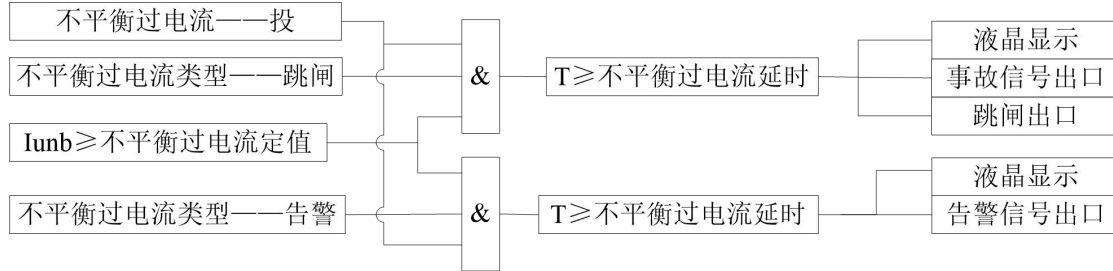 不平衡过电流——投
不平衡过电流类型——跳闸
Iunb≥不平衡过电流定值
不平衡过电流类型——告警
&
&
T≥不平衡过电流延时
T≥不平衡过电流延时
液晶显示
事故信号出口
跳闸出口
液晶显示
告警信号出口